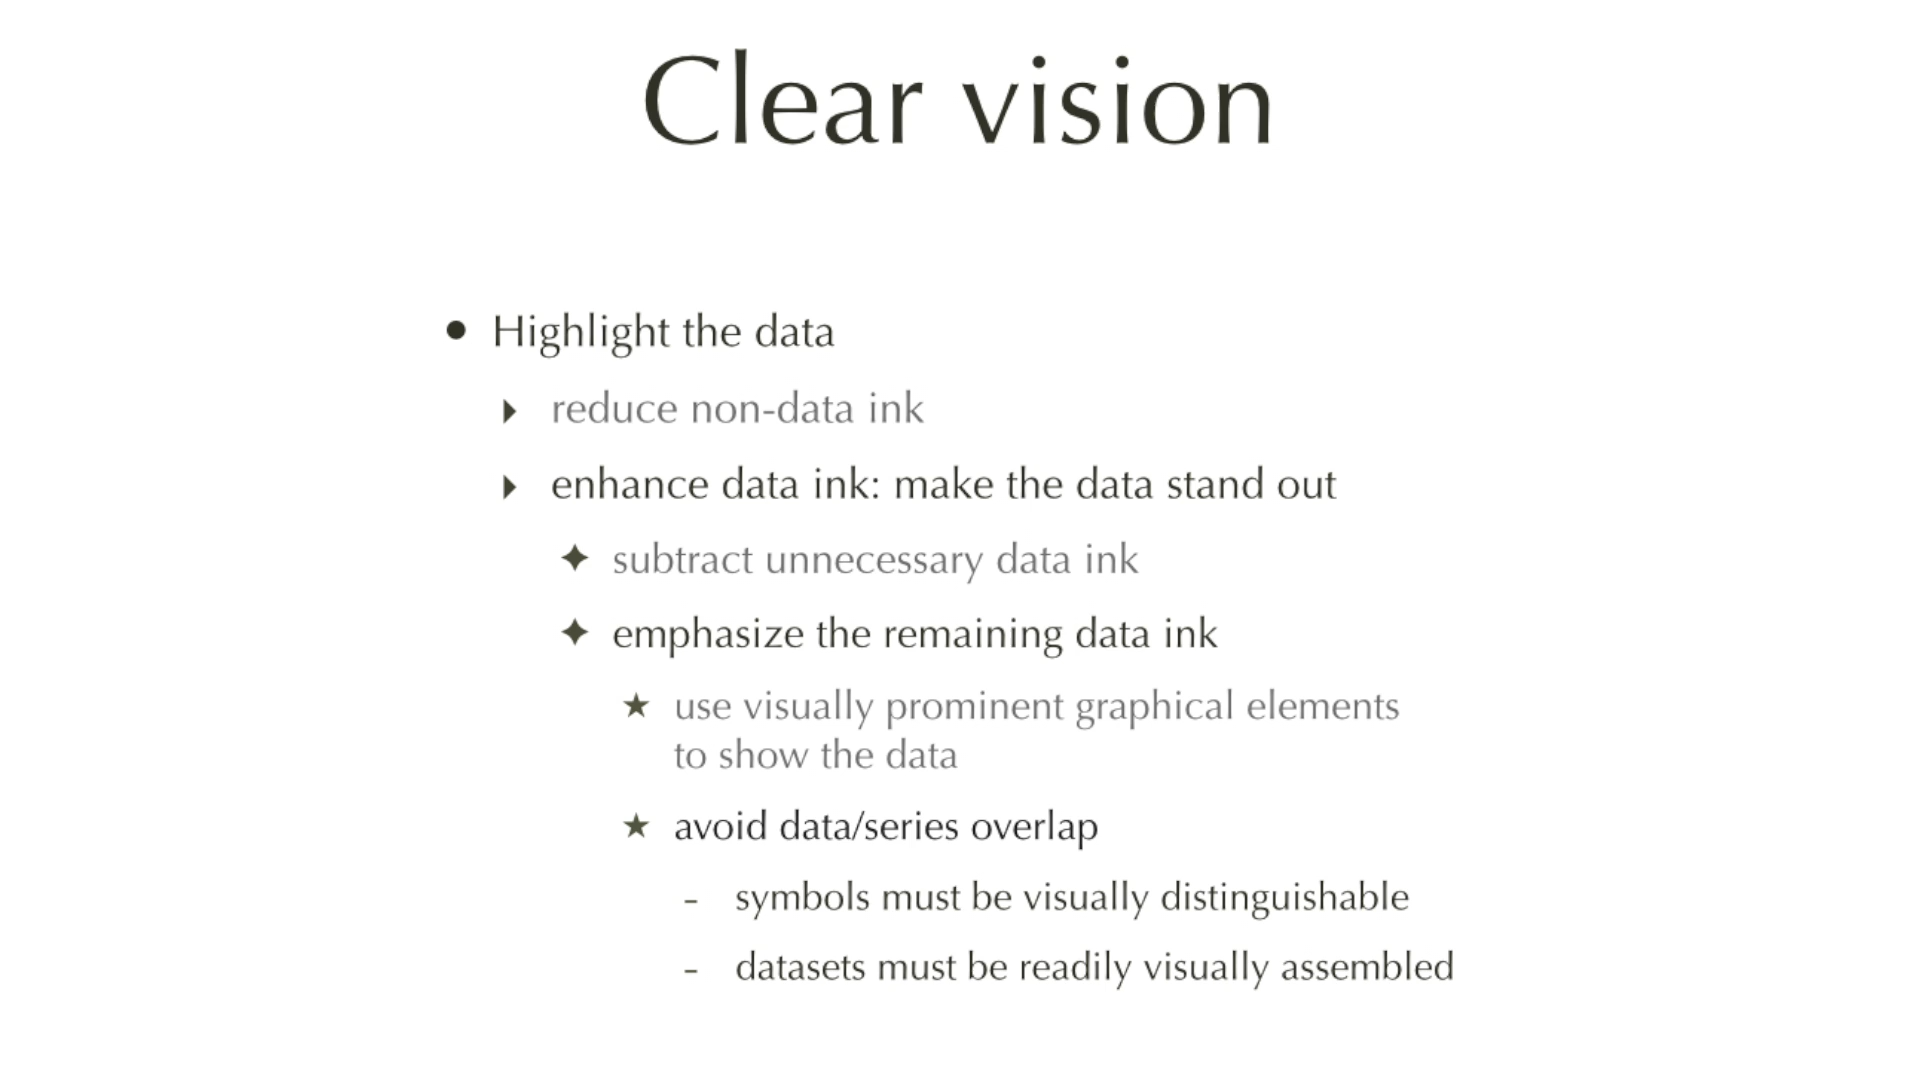 Clear vision
• Highlight the data
▸ reduce non-data ink
▸ enhance data ink: make the data stand out
✦ subtract unnecessary data ink
✦ emphasize the remaining data ink
★ use visually prominent graphical elements
to show the data
★ avoid data/series overlap
- symbols must be visually distinguishable
- datasets must be readily visually assembled